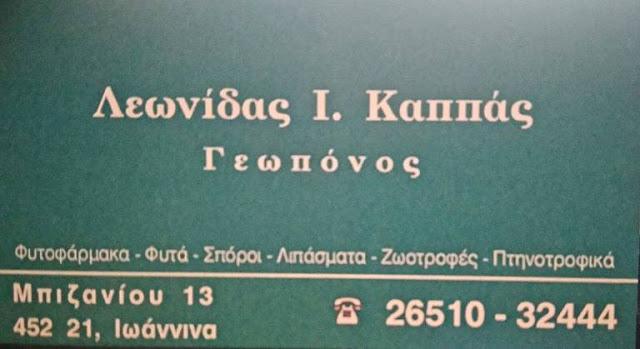 Λεωνίδας Ι. Καππάς
Γεωπόνος
Φυτοφάρμακα - Φυτά - Σπόροι - Λιπάσματα - Ζωοτροφές - Πτηνοτροφικά
Μπιζανίου 13
452 21, Ιωάννινα
☎ 26510 - 32444